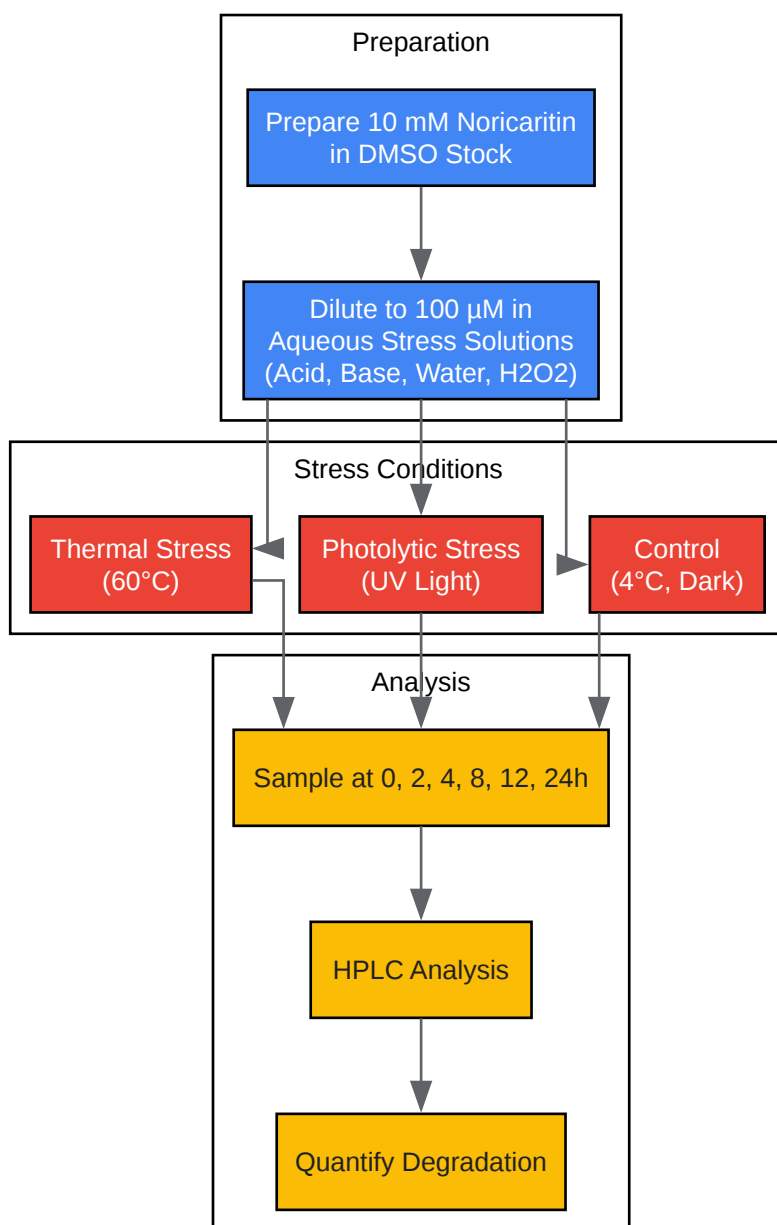 Preparation
Prepare 10 mM Noricaritin
in DMSO Stock
Dilute to 100 µM in
Aqueous Stress Solutions
(Acid, Base, Water, H2O2)
Stress Conditions
Thermal Stress
(60°C)
Photolytic Stress
(UV Light)
Control
(4°C, Dark)
Analysis
Sample at 0, 2, 4, 8, 12, 24h
HPLC Analysis
Quantify Degradation